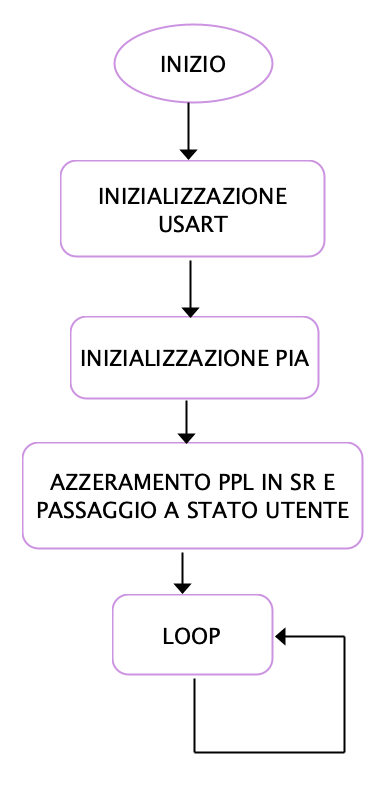 INIZIO
INIZIALIZZAZIONE
USART
INIZIALIZZAZIONE PIA
AZZERAMENTO PPL IN SR E
PASSAGGIO A STATO UTENTE
LOOP